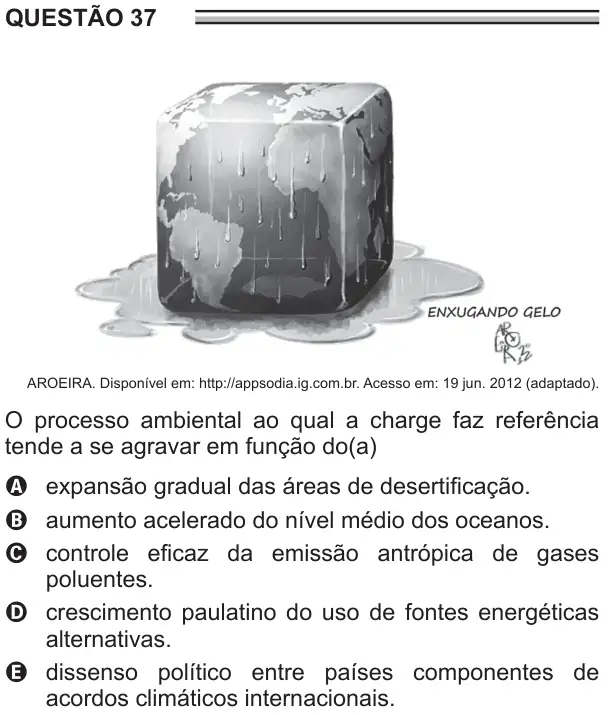 QUESTÃO 37
ENXUGANDO GELO
AROEIRA. Disponível em: http://appsodia.ig.com.br. Acesso em: 19 jun. 2012 (adaptado).
O processo ambiental ao qual a charge faz referência
tende a se agravar em função do(a)
A expansão gradual das áreas de desertificação.
B aumento acelerado do nível médio dos oceanos.
C controle eficaz da emissão antrópica de gases
poluentes.
D crescimento paulatino do uso de fontes energéticas
alternativas.
E dissenso político entre países componentes de
acordos climáticos internacionais.